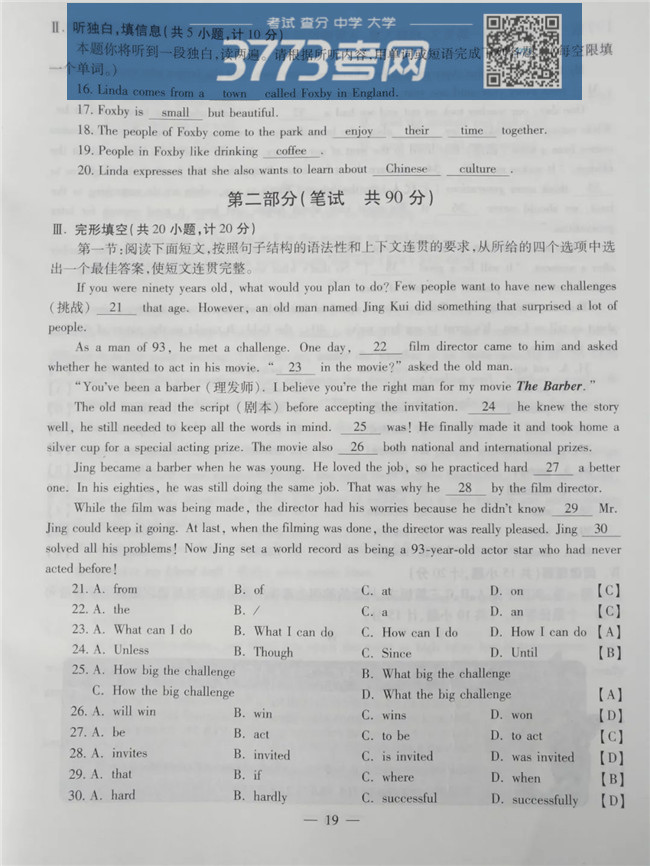 考试 查分 中学 大学
3773考网
Ⅱ. 听独白,填信息(共5小题,计10分)
本题你将听到一段独白,读两遍。请根据所听内容,用单词或短语完成
每空限填
一个单词。)
16. Linda comes from a town called Foxby in England.
17. Foxby is small but beautiful.
18. The people of Foxby come to the park and enjoy their time together.
19. People in Foxby like drinking coffee .
20. Linda expresses that she also wants to learn about Chinese culture .
第二部分(笔试 共90分)
Ⅲ. 完形填空(共20小题,计20分)
第一节:阅读下面短文,按照句子结构的语法性和上下文连贯的要求,从所给的四个选项中选
出一个最佳答案,使短文连贯完整。
If you were ninety years old, what would you plan to do? Few people want to have new challenges
(挑战) 21 that age. However, an old man named Jing Kui did something that surprised a lot of
people.
As a man of 93, he met a challenge. One day, 22 film director came to him and asked
whether he wanted to act in his movie. “ 23 in the movie?” asked the old man.
“You've been a barber (理发师). I believe you're the right man for my movie The Barber.”
The old man read the script (剧本) before accepting the invitation. 24 he knew the story
well, he still needed to keep all the words in mind. 25 was! He finally made it and took home a
silver cup for a special acting prize. The movie also 26 both national and international prizes.
Jing became a barber when he was young. He loved the job, so he practiced hard 27 a better
one. In his eighties, he was still doing the same job. That was why he 28 by the film director.
While the film was being made, the director had his worries because he didn't know 29 Mr.
Jing could keep it going. At last, when the filming was done, the director was really pleased. Jing 30
solved all his problems! Now Jing set a world record as being a 93-year-old actor star who had never
acted before!
21. A. from B. of C. at D. on 【C】
22. A. the B. / C. a D. an 【C】
23. A. What can I do B. What I can do C. How can I do D. How I can do 【A】
24. A. Unless B. Though C. Since D. Until 【B】
25. A. How big the challenge B. What big the challenge
C. How the big challenge D. What the big challenge 【A】
26. A. will win B. win C. wins D. won 【D】
27. A. be B. act C. to be D. to act 【C】
28. A. invites B. invited C. is invited D. was invited 【D】
29. A. that B. if C. where D. when 【B】
30. A. hard B. hardly C. successful D. successfully 【D】
— 19 —